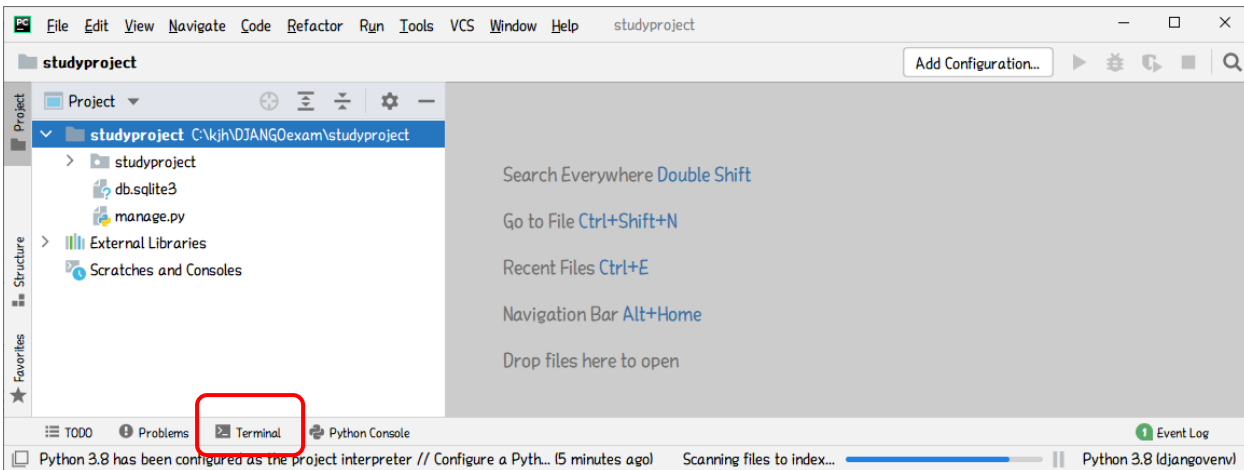 PC File Edit View Navigate Code Refactor Run Tools VCS Window Help studyproject
studyproject Add Configuration...
Project
Project
studyproject C:\kjh\DJANGOexam\studyproject
studyproject
db.sqlite3
manage.py
External Libraries
Scratches and Consoles
Structure
Favorites
Search Everywhere Double Shift
Go to File Ctrl+Shift+N
Recent Files Ctrl+E
Navigation Bar Alt+Home
Drop files here to open
TODO Problems Terminal Python Console 1 Event Log
Python 3.8 has been configured as the project interpreter // Configure a Pyth... (5 minutes ago) Scanning files to index... Python 3.8 (djangovenv)